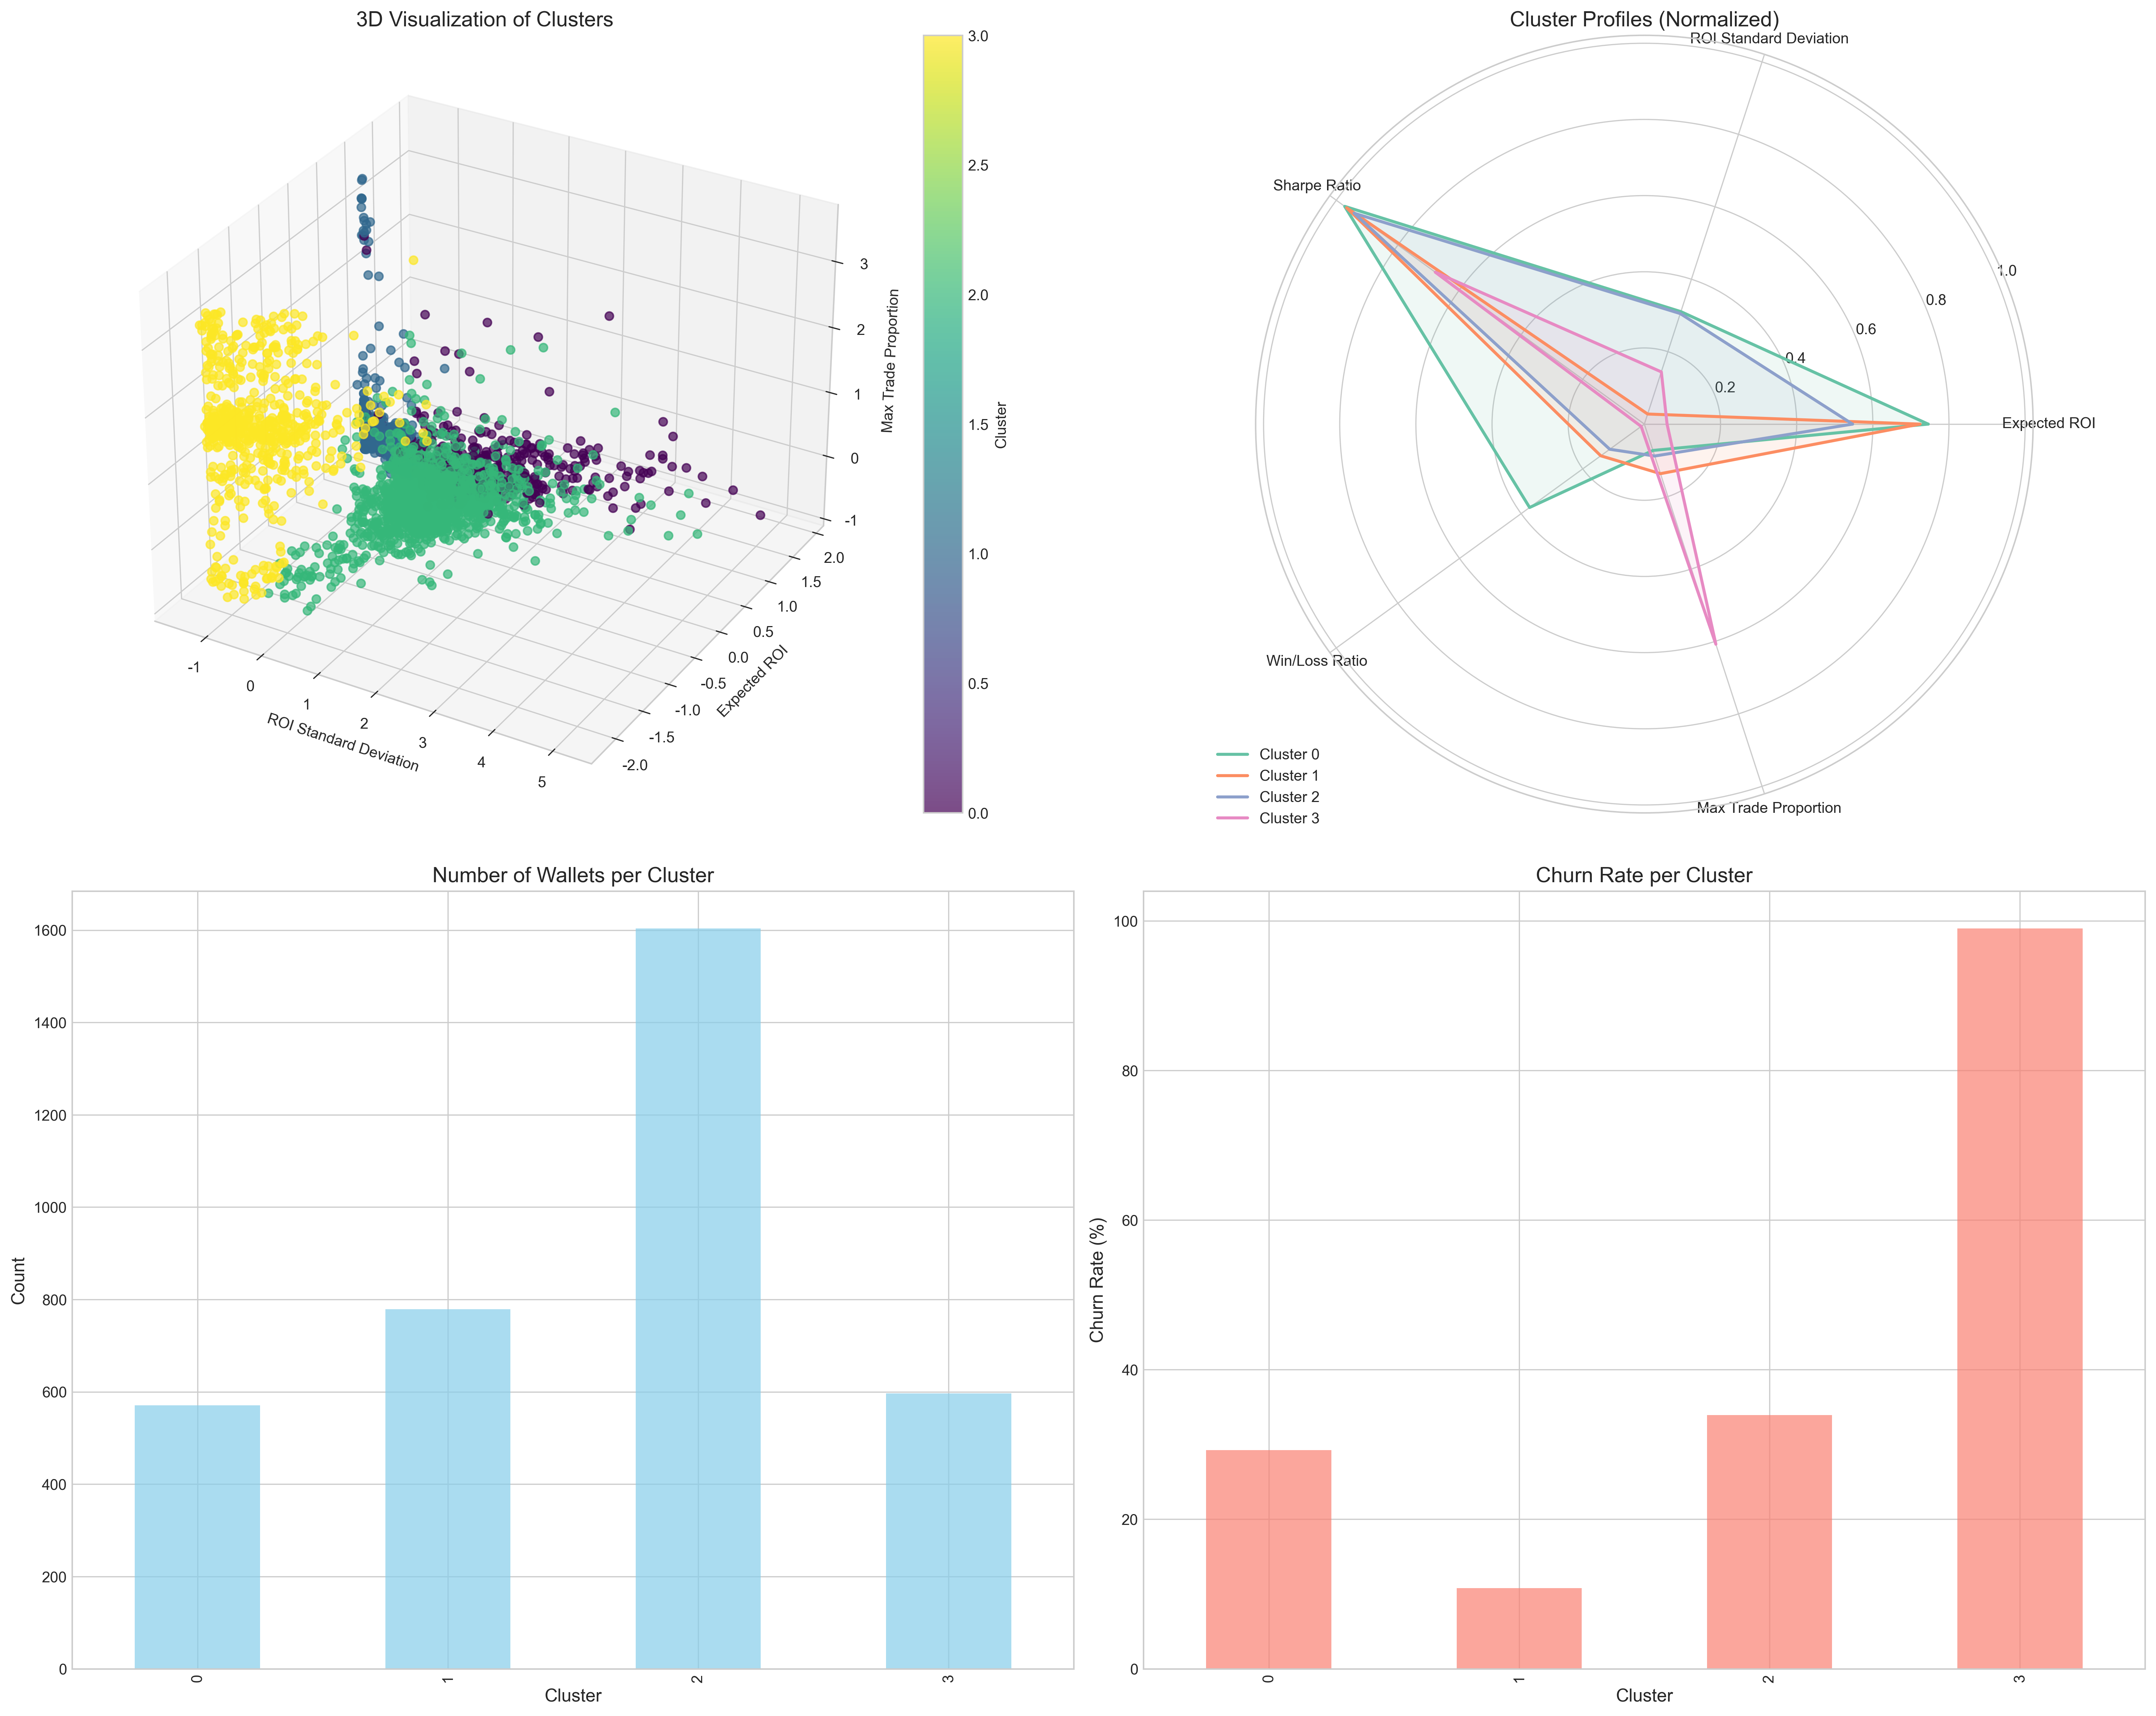 3D Visualization of Clusters
3.0
2.5
2.0
1.5
1.0
0.5
0.0
Cluster
3
2
1
0
-1
Max Trade Proportion
2.0
1.5
1.0
0.5
0.0
-0.5
-1.0
-1.5
-2.0
Expected ROI
-1
0
1
2
3
4
5
ROI Standard Deviation
Cluster Profiles (Normalized)
ROI Standard Deviation
Sharpe Ratio
1.0
0.8
0.6
0.4
0.2
Expected ROI
Win/Loss Ratio
Max Trade Proportion
Cluster 0
Cluster 1
Cluster 2
Cluster 3
Number of Wallets per Cluster
1600
1400
1200
1000
800
600
400
200
0
Count
0
1
2
3
Cluster
Churn Rate per Cluster
100
80
60
40
20
0
Churn Rate (%)
0
1
2
3
Cluster